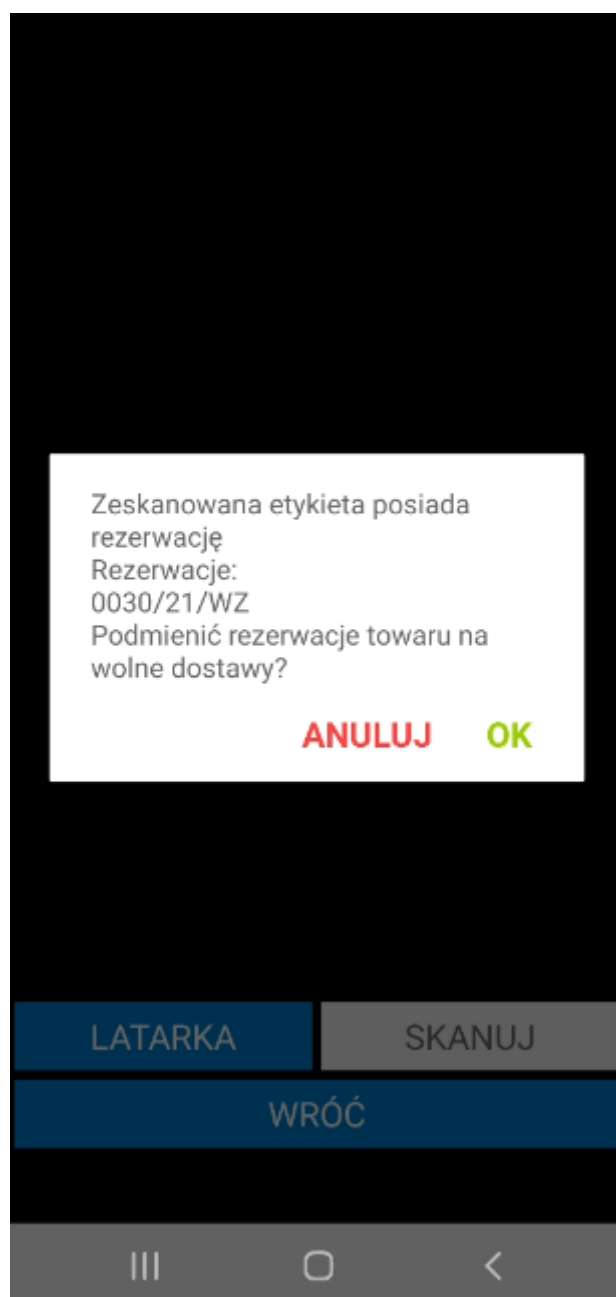 Zeskanowana etykieta posiada
rezerwację
Rezerwacje:
0030/21/WZ
Podmienić rezerwacje towaru na
wolne dostawy?
ANULUJ OK
LATARKA SKANUJ
WRÓĆ